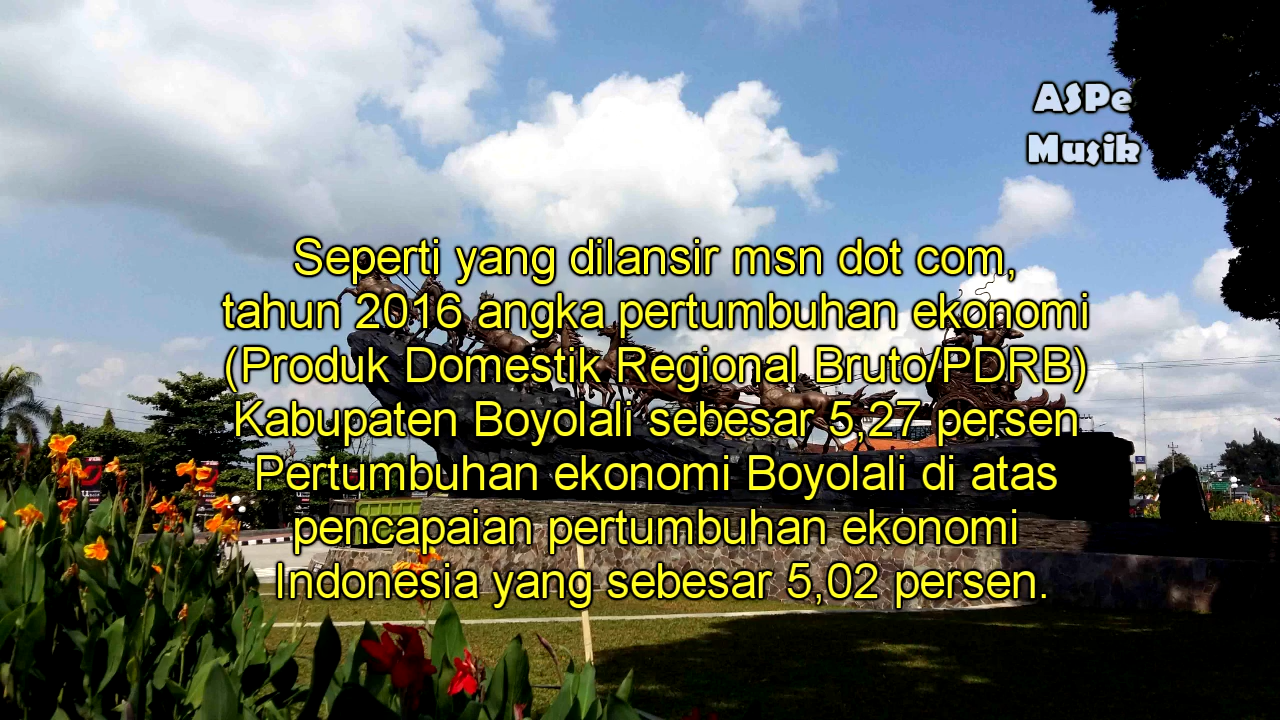 ASPe
Musik
Seperti yang dilansir msn dot com,
tahun 2016 angka pertumbuhan ekonomi
(Produk Domestik Regional Bruto/PDRB)
Kabupaten Boyolali sebesar 5,27 persen
Pertumbuhan ekonomi Boyolali di atas
pencapaian pertumbuhan ekonomi
Indonesia yang sebesar 5,02 persen.